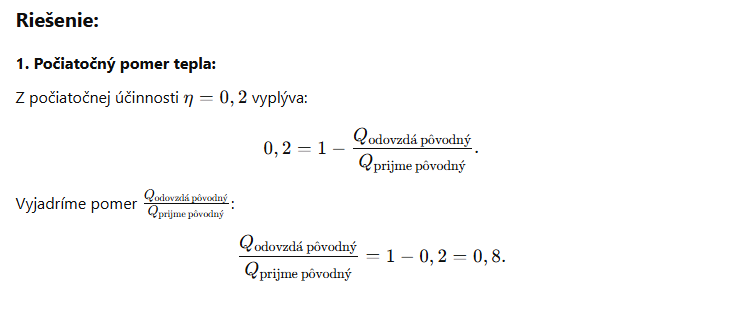 Riešenie:
1. Počiatočný pomer tepla:
Z počiatočnej účinnosti η = 0, 2 vyplýva:
0, 2 = 1 − Q_odovzdá pôvodný / Q_prijme pôvodný.
Vyjadríme pomer Q_odovzdá pôvodný / Q_prijme pôvodný:
Q_odovzdá pôvodný / Q_prijme pôvodný = 1 − 0, 2 = 0, 8.